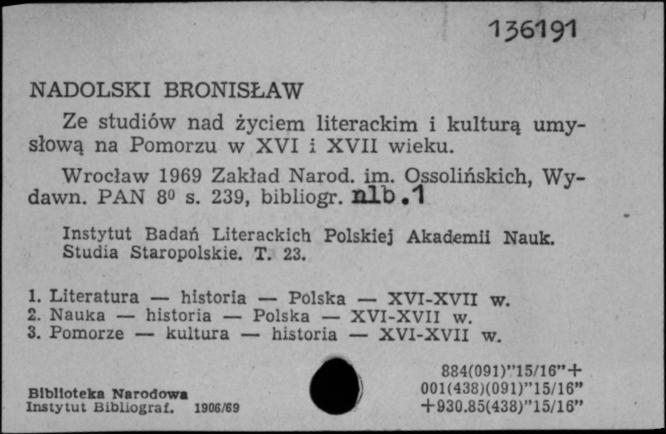 136191
NADOLSKI BRONISŁAW
Ze studiów nad życiem literackim i kulturą umy-
słową na Pomorzu w XVI i XVII wieku.
Wrocław 1969 Zakład Narod. im. Ossolińskich, Wy-
dawn. PAN 8⁰ s. 239, bibliogr. nlb.1
Instytut Badań Literackich Polskiej Akademii Nauk.
Studia Staropolskie. T. 23.
1. Literatura — historia — Polska — XVI-XVII w.
2. Nauka — historia — Polska — XVI-XVII w.
3. Pomorze — kultura — historia — XVI-XVII w.
884(091)"15/16"+
001(438)(091)"15/16"
+930.85(438)"15/16"
Biblioteka Narodowa
Instytut Bibliograf. 1906/69